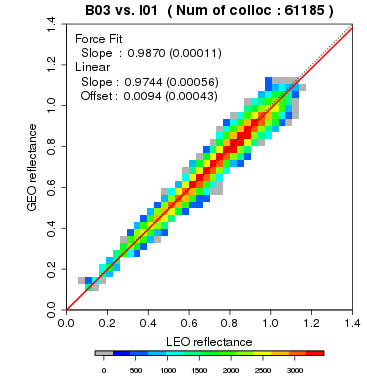 B03 vs. I01 ( Num of colloc : 61185 )
Force Fit
Slope : 0.9870 (0.00011)
Linear
Slope : 0.9744 (0.00056)
Offset : 0.0094 (0.00043)
GEO reflectance
1.4
1.2
1.0
0.8
0.6
0.4
0.2
0.0
0.0 0.2 0.4 0.6 0.8 1.0 1.2 1.4
LEO reflectance
0 500 1000 1500 2000 2500 3000